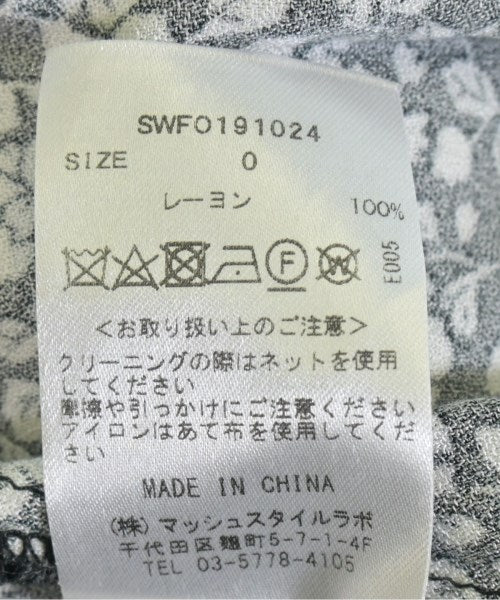 SWFO191024
SIZE 0
レーヨン 100%
F W E005
<お取り扱い上のご注意>
クリーニングの際はネットを使用
してください
摩擦や引っかけにご注意ください
アイロンはあて布を使用してくだ
さい
MADE IN CHINA
(株)マッシュスタイルラボ
千代田区麹町5-7-1-4F
TEL 03-5778-4105